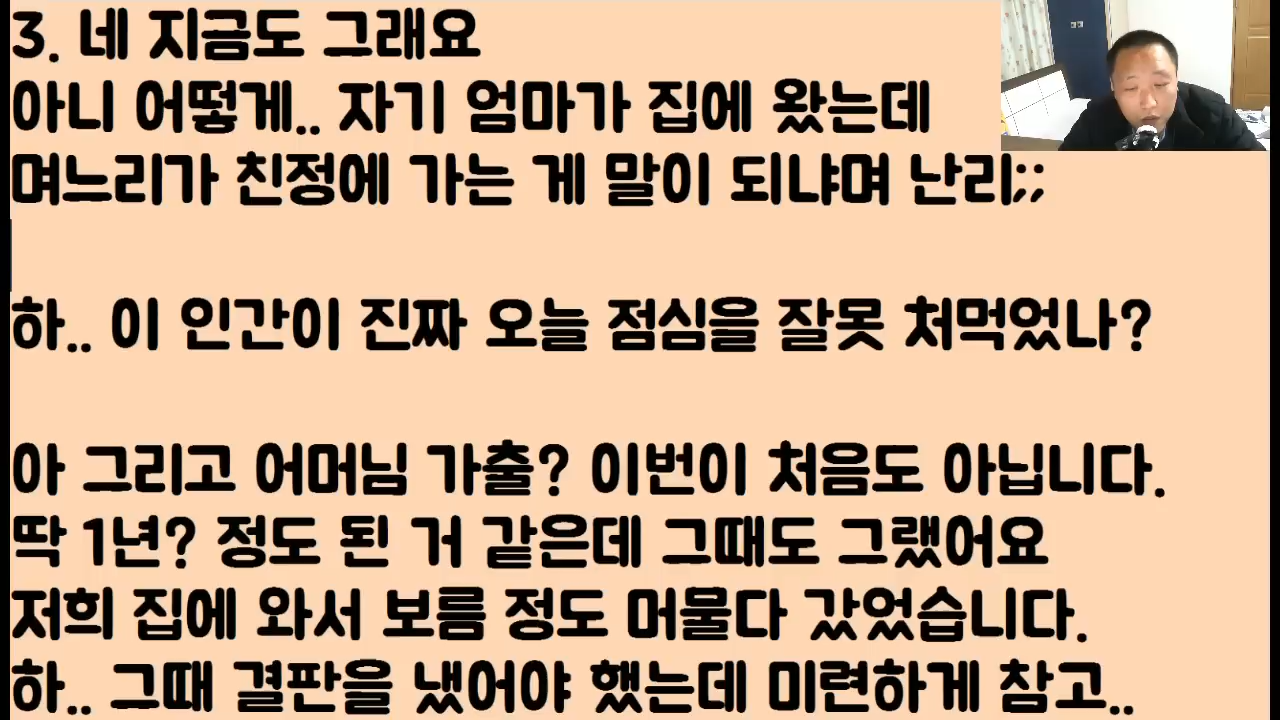 3. 네 지금도 그래요
아니 어떻게.. 자기 엄마가 집에 왔는데
며느리가 친정에 가는 게 말이 되냐며 난리;;
하.. 이 인간이 진짜 오늘 점심을 잘못 처먹었나?
아 그리고 어머님 가출? 이번이 처음도 아닙니다.
딱 1년? 정도 된 거 같은데 그때도 그랬어요
저희 집에 와서 보름 정도 머물다 갔었습니다.
하.. 그때 결판을 냈어야 했는데 미련하게 참고..